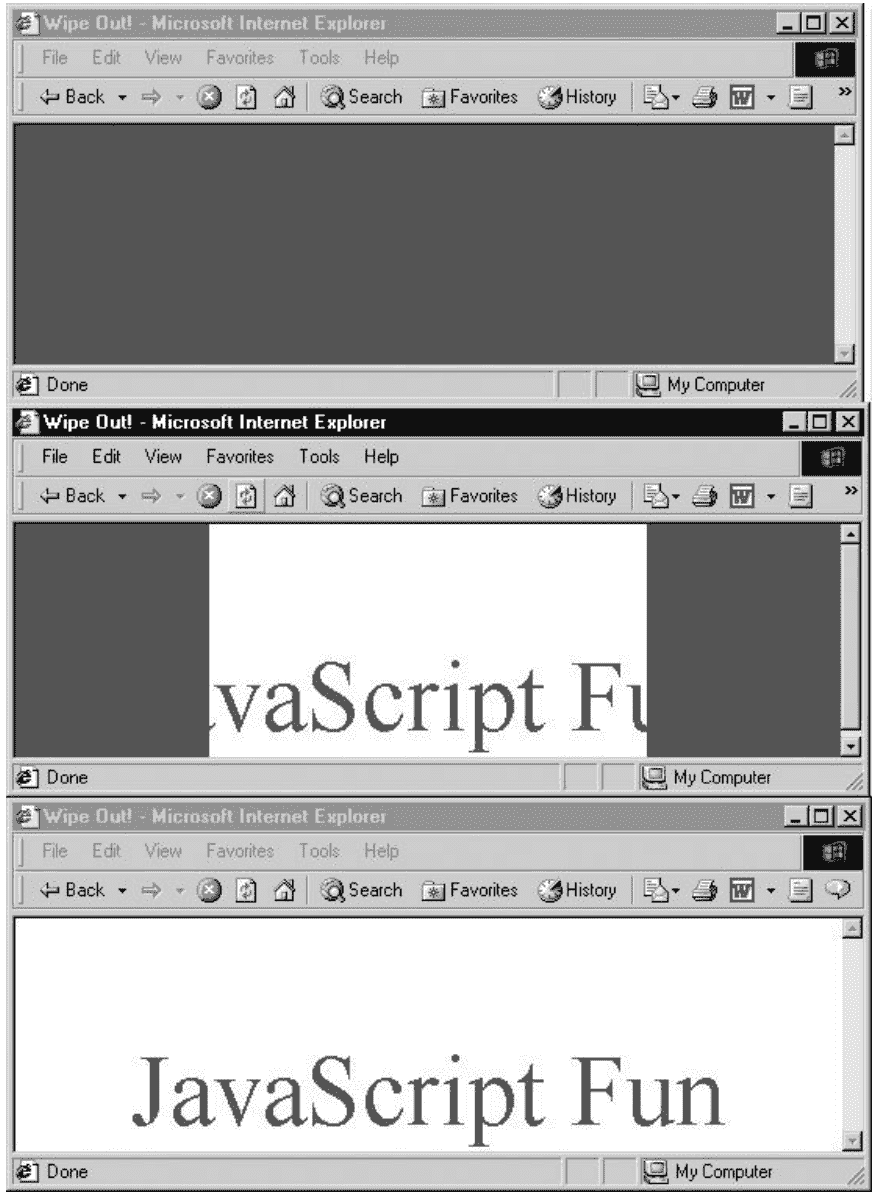 Wipe Out! - Microsoft Internet Explorer
File Edit View Favorites Tools Help
Back Search Favorites History W »
Done My Computer
Wipe Out! - Microsoft Internet Explorer
File Edit View Favorites Tools Help
Back Search Favorites History W »
vaScript Fu
Done My Computer
Wipe Out! - Microsoft Internet Explorer
File Edit View Favorites Tools Help
Back Search Favorites History W
JavaScript Fun
Done My Computer